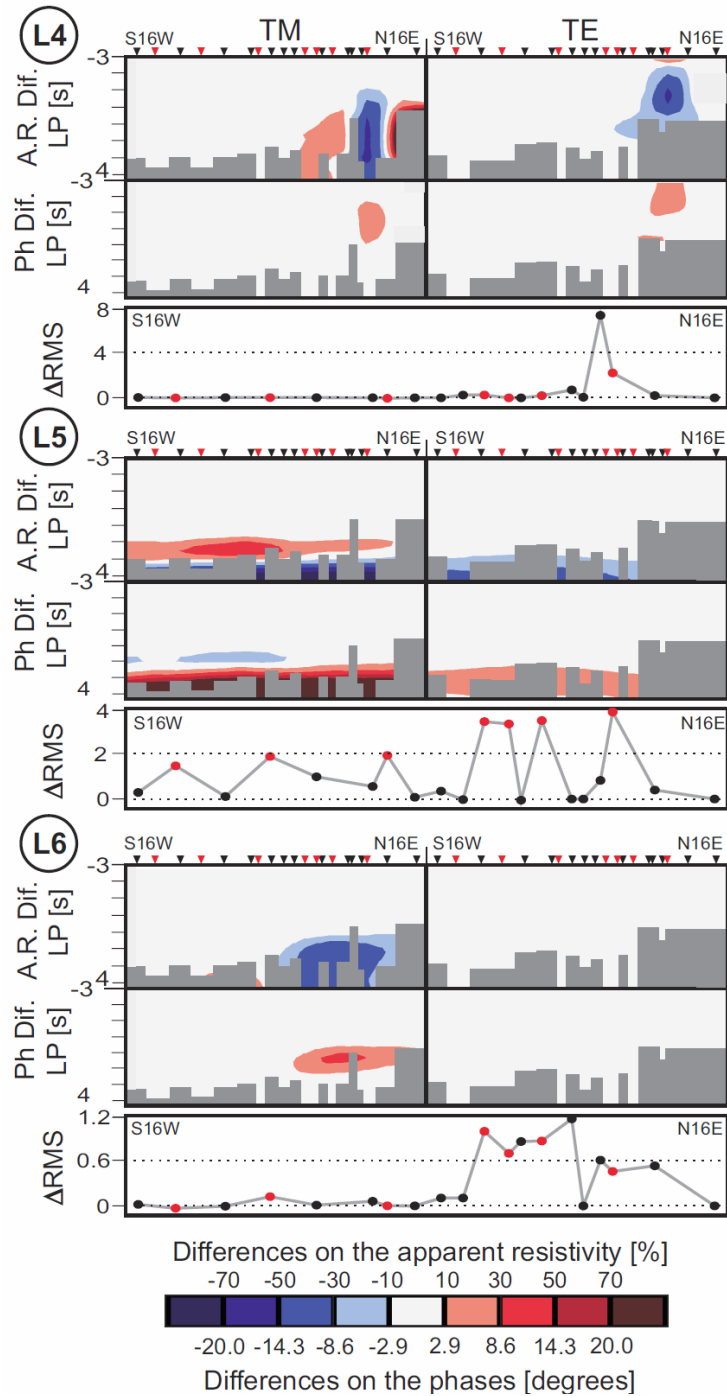 L4
TM TE
S16W N16E
-3
A.R. Dif.
LP [s]
4
-3
Ph Dif.
LP [s]
4
8
S16W N16E
ΔRMS
4
0
L5
S16W N16E S16W N16E
-3
A.R. Dif.
LP [s]
4
-3
Ph Dif.
LP [s]
4
4
S16W N16E
ΔRMS
2
0
L6
S16W N16E S16W N16E
-3
A.R. Dif.
LP [s]
4
-3
Ph Dif.
LP [s]
4
1.2
S16W N16E
ΔRMS
0.6
0
Differences on the apparent resistivity [%]
-70 -50 -30 -10 10 30 50 70
-20.0 -14.3 -8.6 -2.9 2.9 8.6 14.3 20.0
Differences on the phases [degrees]